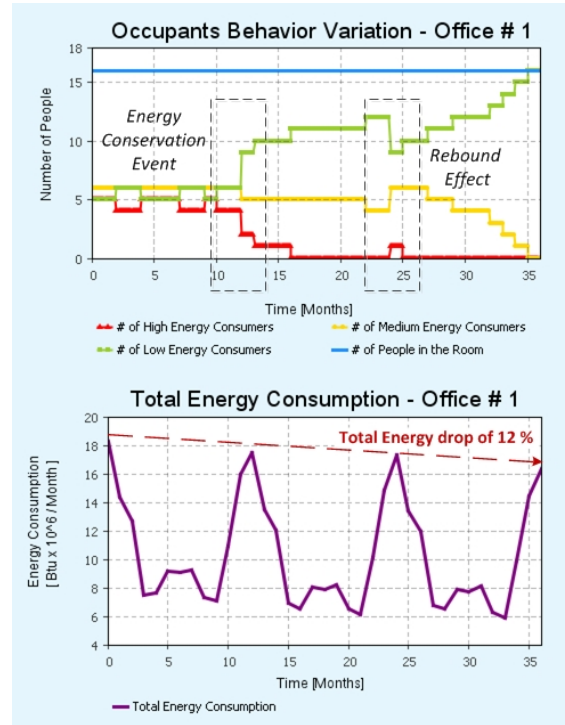 Occupants Behavior Variation - Office # 1
18
15
10
5
0
Number of People
Energy
Conservation
Event
Rebound
Effect
0 5 10 15 20 25 30 35
Time [Months]
# of High Energy Consumers # of Medium Energy Consumers
# of Low Energy Consumers # of People in the Room
Total Energy Consumption - Office # 1
20
18
16
14
12
10
8
6
4
Energy Consumption
[ Btu x 10^6 / Month ]
Total Energy drop of 12 %
0 5 10 15 20 25 30 35
Time [Months]
Total Energy Consumption